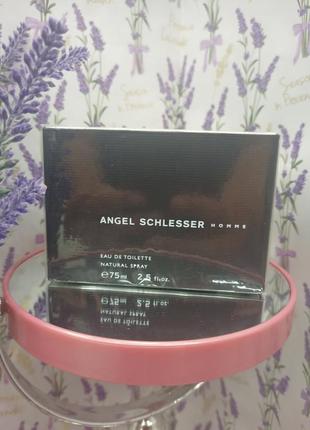 ANGEL SCHLESSER HOMME
EAU DE TOILETTE
NATURAL SPRAY
℮75ml 2.5 fl.oz.